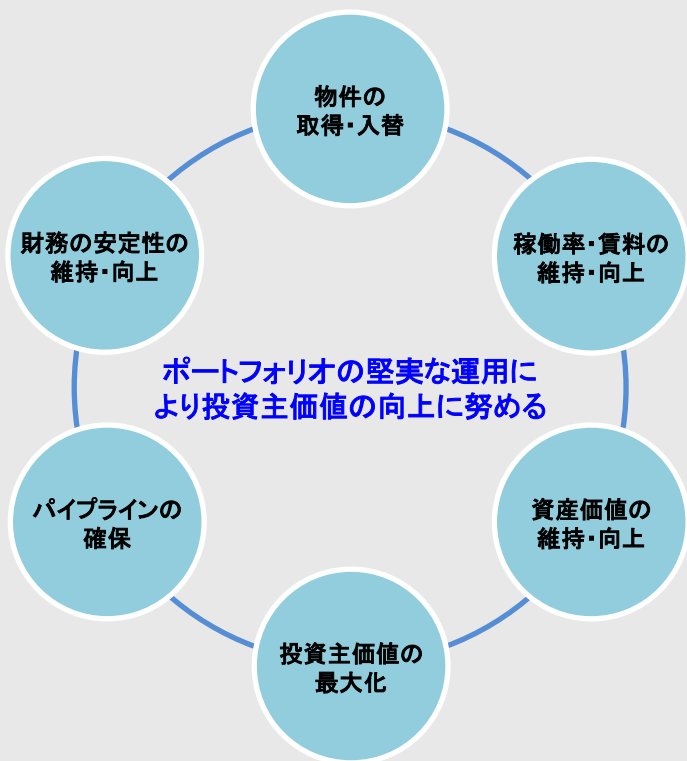 物件の
取得・入替
稼働率・賃料の
維持・向上
資産価値の
維持・向上
投資主価値の
最大化
パイプラインの
確保
財務の安定性の
維持・向上
ポートフォリオの堅実な運用に
より投資主価値の向上に努める